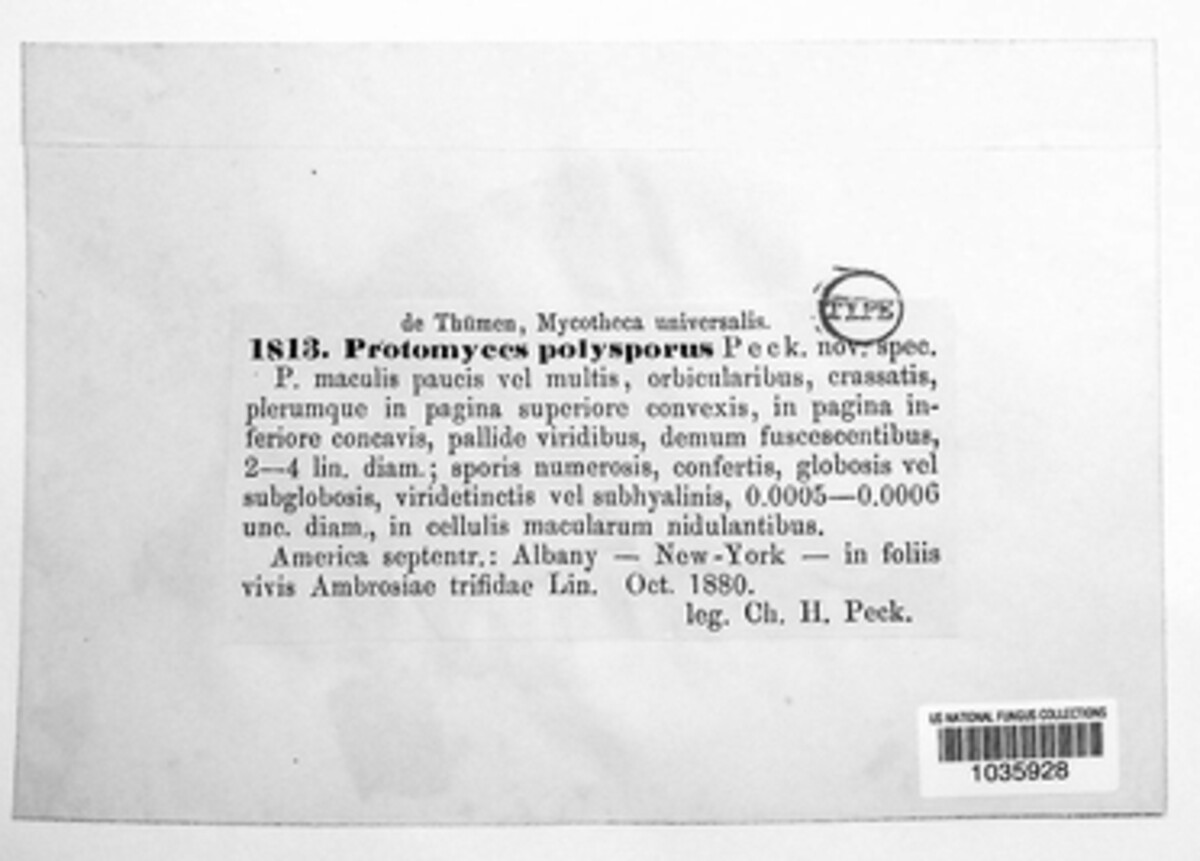 TYPE
de Thümen, Mycotheca universalis.
1813. Protomyces polysporus Peck. nov. spec.
P. maculis paucis vel multis, orbicularibus, crassatis,
plerumque in pagina superiore convexis, in pagina in-
feriore concavis, pallide viridibus, demum fuscescentibus,
2—4 lin. diam.; sporis numerosis, confertis, globosis vel
subglobosis, viridetinctis vel subhyalinis, 0.0005—0.0006
unc. diam., in cellulis macularum nidulantibus.
America septentr.: Albany — New-York — in foliis
vivis Ambrosiae trifidae Lin. Oct. 1880.
leg. Ch. H. Peck.
US NATIONAL FUNGUS COLLECTIONS
1035928